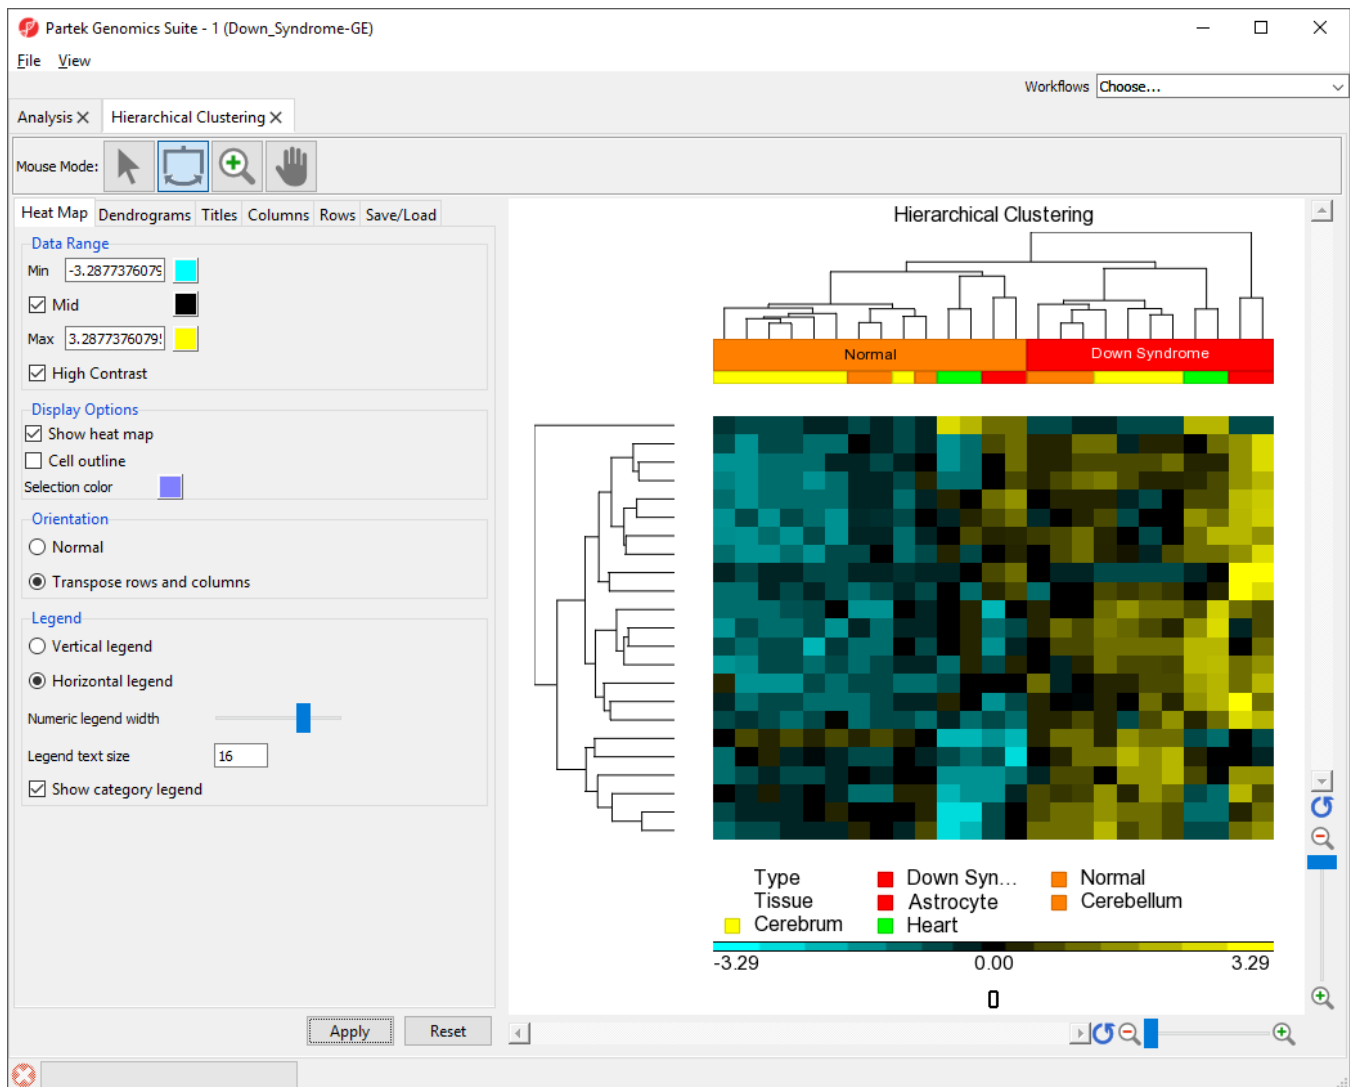 Partek Genomics Suite - 1 (Down_Syndrome-GE)
File View
Workflows Choose...
Analysis Hierarchical Clustering
Mouse Mode:
Heat Map Dendrograms Titles Columns Rows Save/Load
Data Range
Min -3.2877376079
Mid
Max 3.287737607
High Contrast
Display Options
Show heat map
Cell outline
Selection color
Orientation
Normal
Transpose rows and columns
Legend
Vertical legend
Horizontal legend
Numeric legend width
Legend text size 16
Show category legend
Apply Reset
Hierarchical Clustering
Normal Down Syndrome
Type Down Syn... Normal
Tissue Astrocyte Cerebellum
Cerebrum Heart
-3.29 0.00 3.29
0